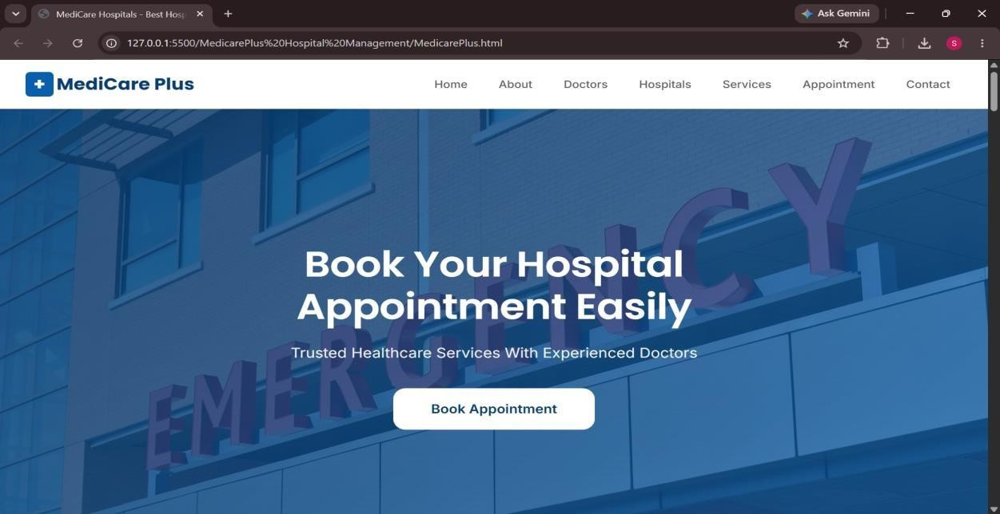 MediCare Hospitals - Best Hosp
Ask Gemini
127.0.0.1:5500/MedicarePlus%20Hospital%20Management/MedicarePlus.html
S
MediCare Plus
Home About Doctors Hospitals Services Appointment Contact
EMERGENCY
Book Your Hospital
Appointment Easily
Trusted Healthcare Services With Experienced Doctors
Book Appointment